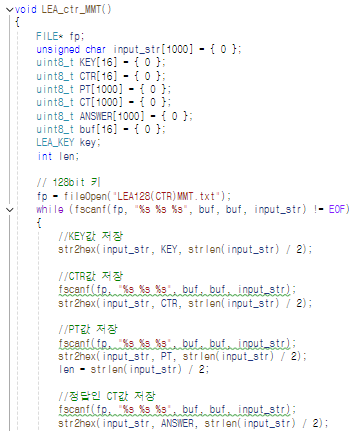 void LEA_ctr_MMT()
{
FILE* fp;
unsigned char input_str[1000] = { 0 };
uint8_t KEY[16] = { 0 };
uint8_t CTR[16] = { 0 };
uint8_t PT[1000] = { 0 };
uint8_t CT[1000] = { 0 };
uint8_t ANSWER[1000] = { 0 };
uint8_t buf[16] = { 0 };
LEA_KEY key;
int len;
// 128bit 키
fp = fileOpen("LEA128(CTR)MMT.txt");
while (fscanf(fp, "%s %s %s", buf, buf, input_str) != EOF)
{
//KEY값 저장
str2hex(input_str, KEY, strlen(input_str) / 2);
//CTR값 저장
fscanf(fp, "%s %s %s", buf, buf, input_str);
str2hex(input_str, CTR, strlen(input_str) / 2);
//PT값 저장
fscanf(fp, "%s %s %s", buf, buf, input_str);
str2hex(input_str, PT, strlen(input_str) / 2);
len = strlen(input_str) / 2;
//정답인 CT값 저장
fscanf(fp, "%s %s %s", buf, buf, input_str);
str2hex(input_str, ANSWER, strlen(input_str) / 2);